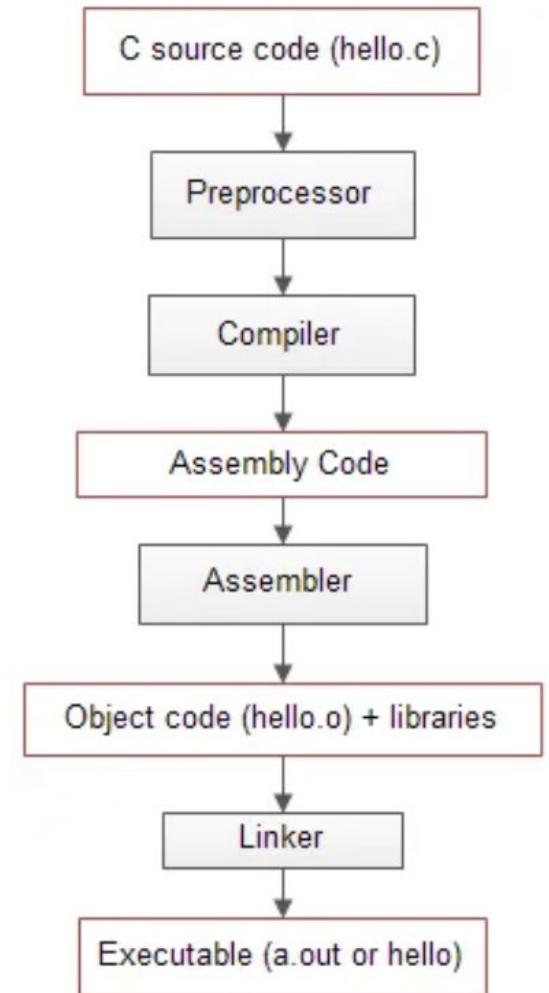 C source code (hello.c)
Preprocessor
Compiler
Assembly Code
Assembler
Object code (hello.o) + libraries
Linker
Executable (a.out or hello)